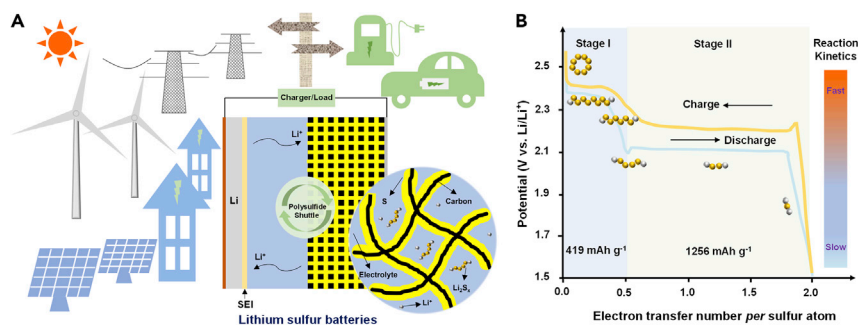 A
Charger/Load
Li⁺
Li
Polysulfide
Shuttle
S
Carbon
Electrolyte
Li₂Sₓ
Li⁺
Li⁺
SEI
Lithium sulfur batteries
B
Stage I
Stage II
Reaction
Kinetics
Fast
Slow
Charge
Discharge
Potential (V vs. Li/Li⁺)
2.5
2.3
2.1
1.9
1.7
1.5
419 mAh g⁻¹
1256 mAh g⁻¹
0.0
0.5
1.0
1.5
2.0
Electron transfer number per sulfur atom